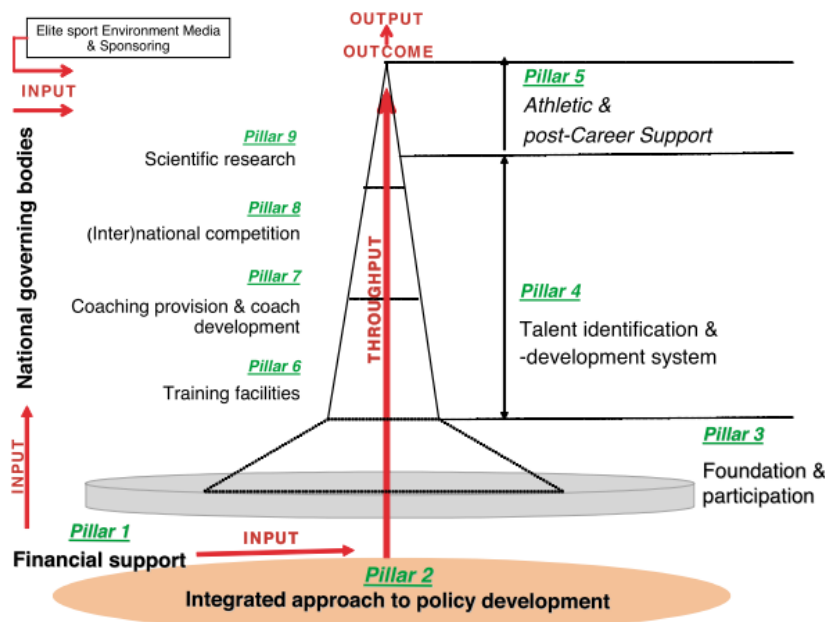 Elite sport Environment Media
& Sponsoring
OUTPUT
OUTCOME
INPUT
National governing bodies
INPUT
Pillar 5
Athletic &
post-Career Support
Pillar 9
Scientific research
Pillar 8
(Inter)national competition
Pillar 7
Coaching provision & coach
development
Pillar 6
Training facilities
THROUGHPUT
Pillar 4
Talent identification &
-development system
Pillar 3
Foundation &
participation
Pillar 1
Financial support
INPUT
Pillar 2
Integrated approach to policy development